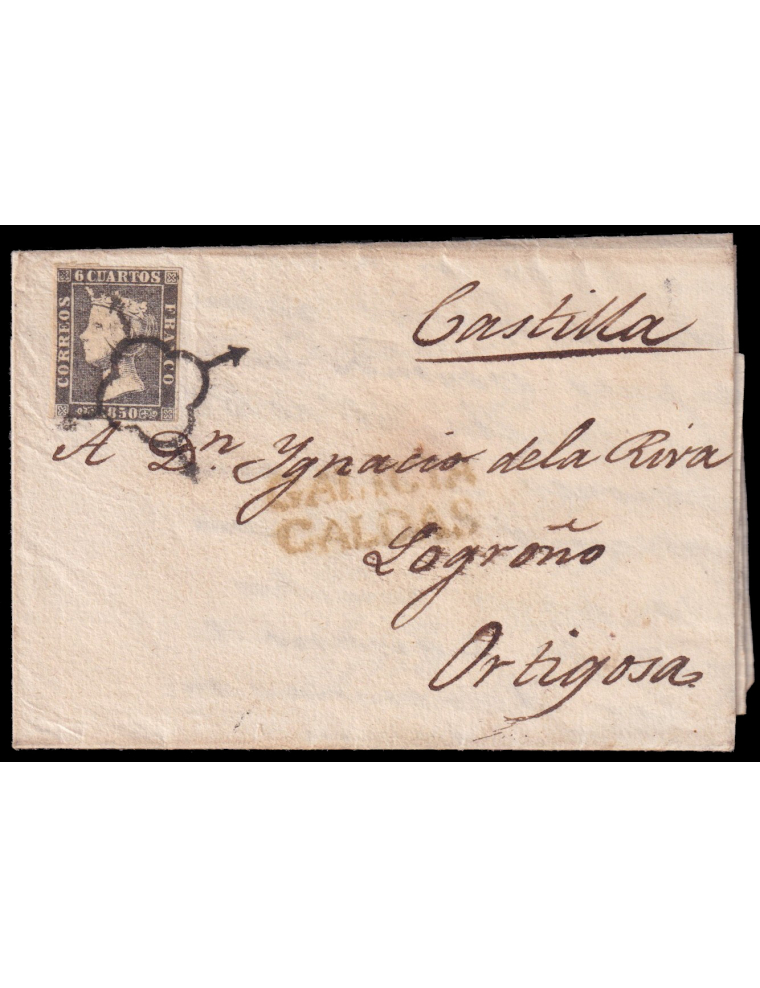 6 CUARTOS
CORREOS
FRANCO
1850
Castilla
A Dn. Ygnacio dela Riva
GALICIA
CALDAS
Logroño
Ortigosa